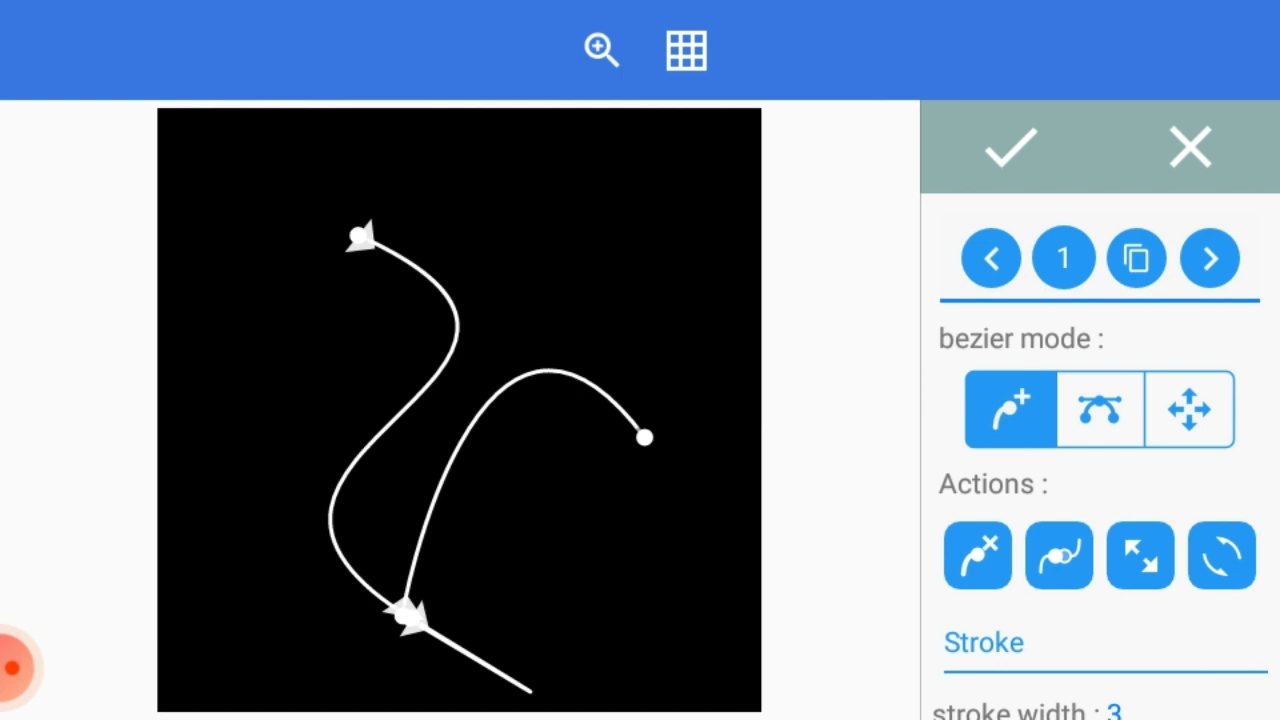 1
bezier mode :
Actions :
Stroke
stroke width : 3